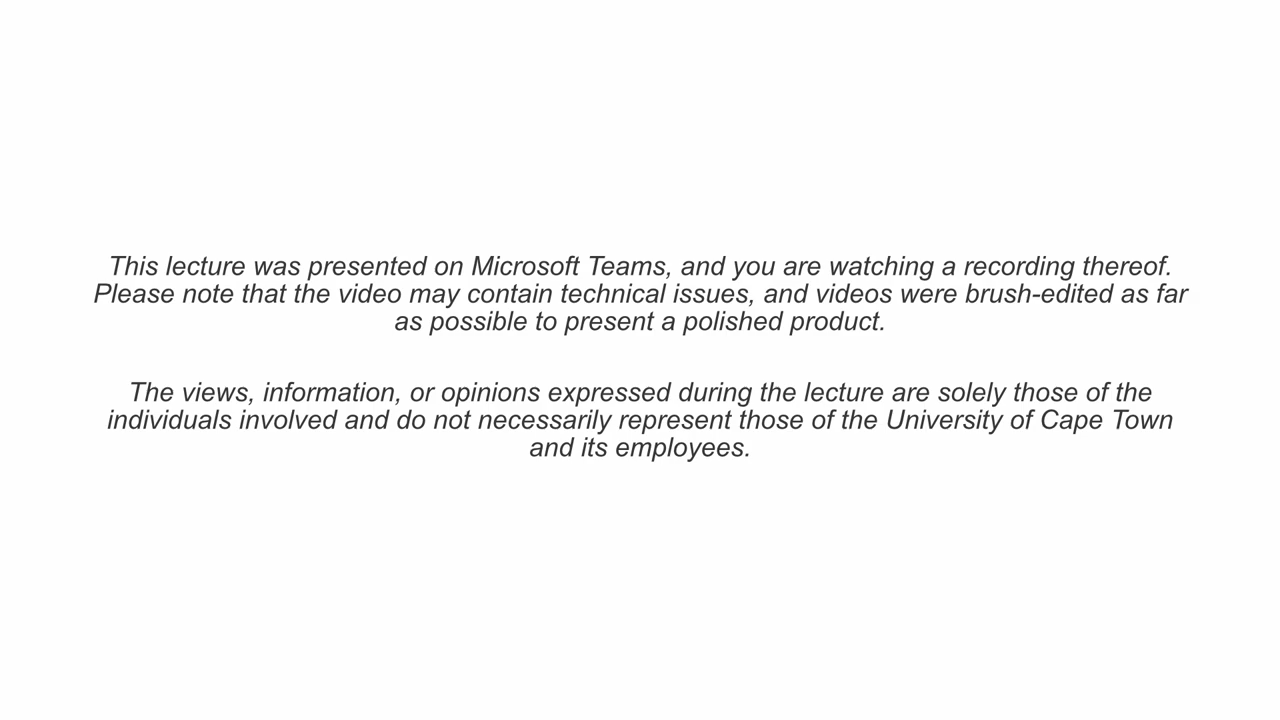 This lecture was presented on Microsoft Teams, and you are watching a recording thereof.
Please note that the video may contain technical issues, and videos were brush-edited as far
as possible to present a polished product.
The views, information, or opinions expressed during the lecture are solely those of the
individuals involved and do not necessarily represent those of the University of Cape Town
and its employees.